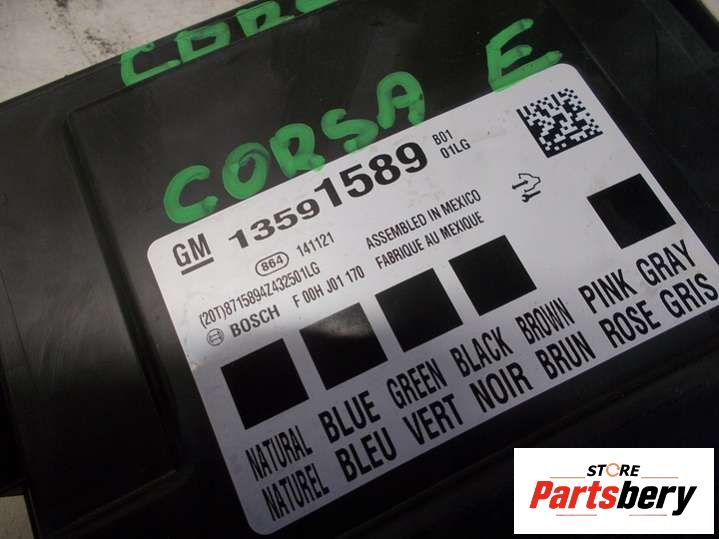 CORSA E
GM 13591589 B01
01LG
864 141121 ASSEMBLED IN MEXICO
FABRIQUE AU MEXIQUE
(20T)8715894Z432501LG
BOSCH F 00H J01 170
NATURAL BLUE GREEN BLACK BROWN PINK GRAY
NATUREL BLEU VERT NOIR BRUN ROSE GRIS
STORE
Partsbery